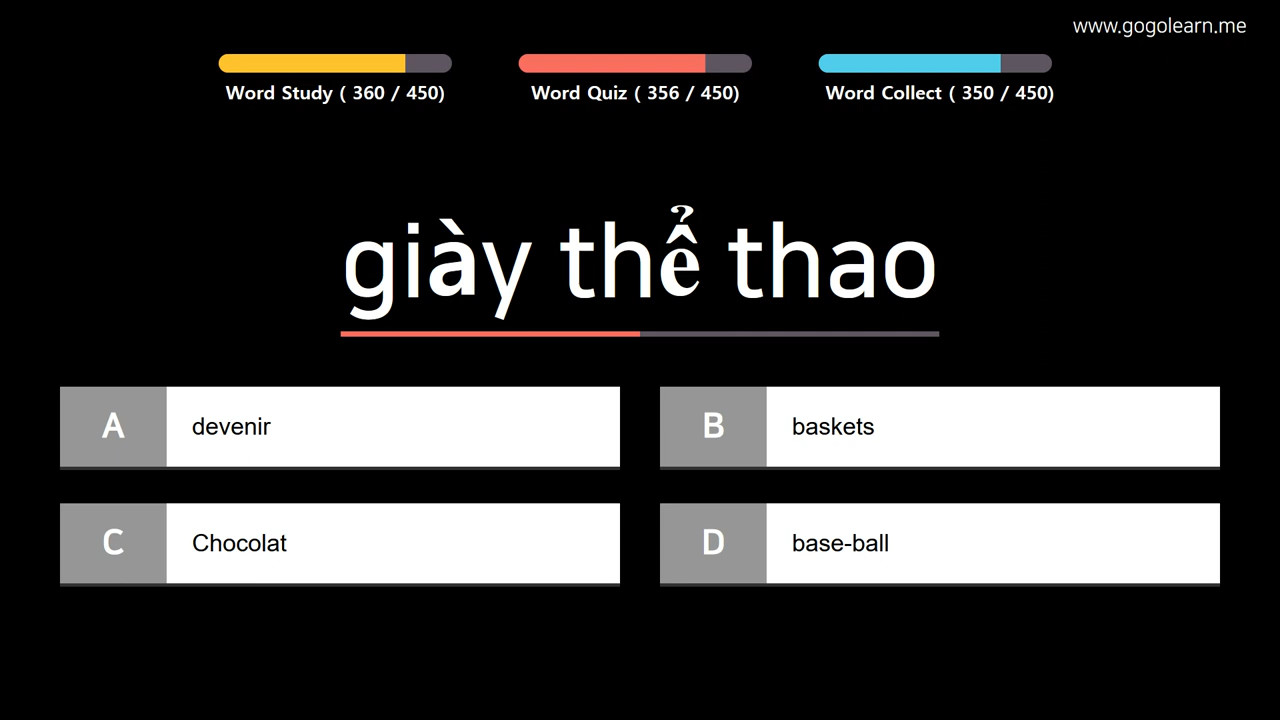 www.gogolearn.me
Word Study ( 360 / 450)
Word Quiz ( 356 / 450)
Word Collect ( 350 / 450)
giày thể thao
A devenir
B baskets
C Chocolat
D base-ball